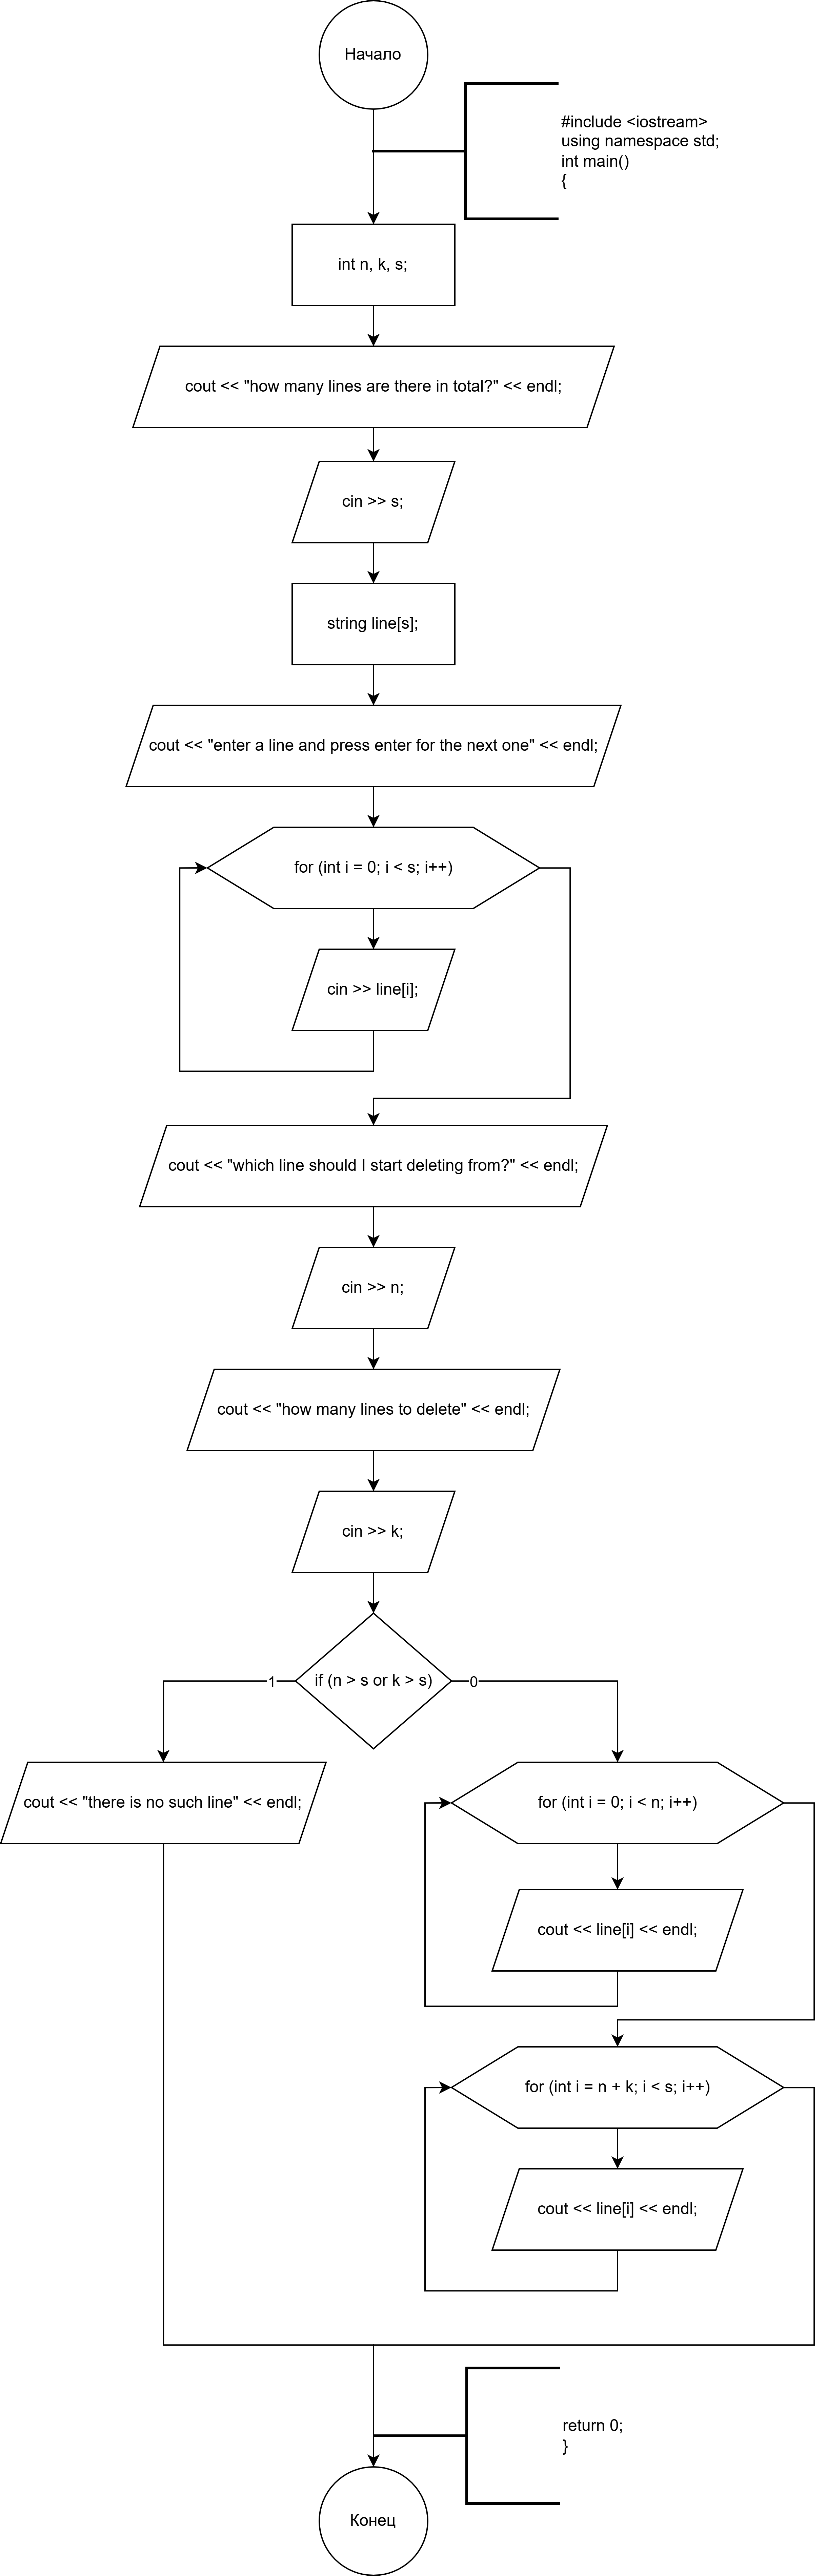 Начало
#include <iostream>
using namespace std;
int main()
{
int n, k, s;
cout << "how many lines are there in total?" << endl;
cin >> s;
string line[s];
cout << "enter a line and press enter for the next one" << endl;
for (int i = 0; i < s; i++)
cin >> line[i];
cout << "which line should I start deleting from?" << endl;
cin >> n;
cout << "how many lines to delete" << endl;
cin >> k;
if (n > s or k > s)
1
0
cout << "there is no such line" << endl;
for (int i = 0; i < n; i++)
cout << line[i] << endl;
for (int i = n + k; i < s; i++)
cout << line[i] << endl;
return 0;
}
Конец